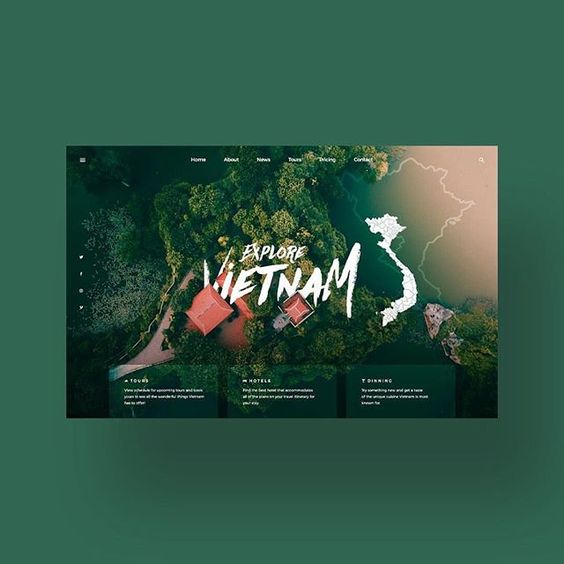 Home About News Tours Pricing Contact
EXPLORE
VIETNAM
TOURS
View schedule for upcoming tours and book
yours to see all the wonderful things Vietnam
has to offer!
HOTELS
Find the best hotel that accommodates
all of the plans on your travel itinerary for
your stay
DINNING
Try something new and get a taste
of the unique cuisine Vietnam is most
known for